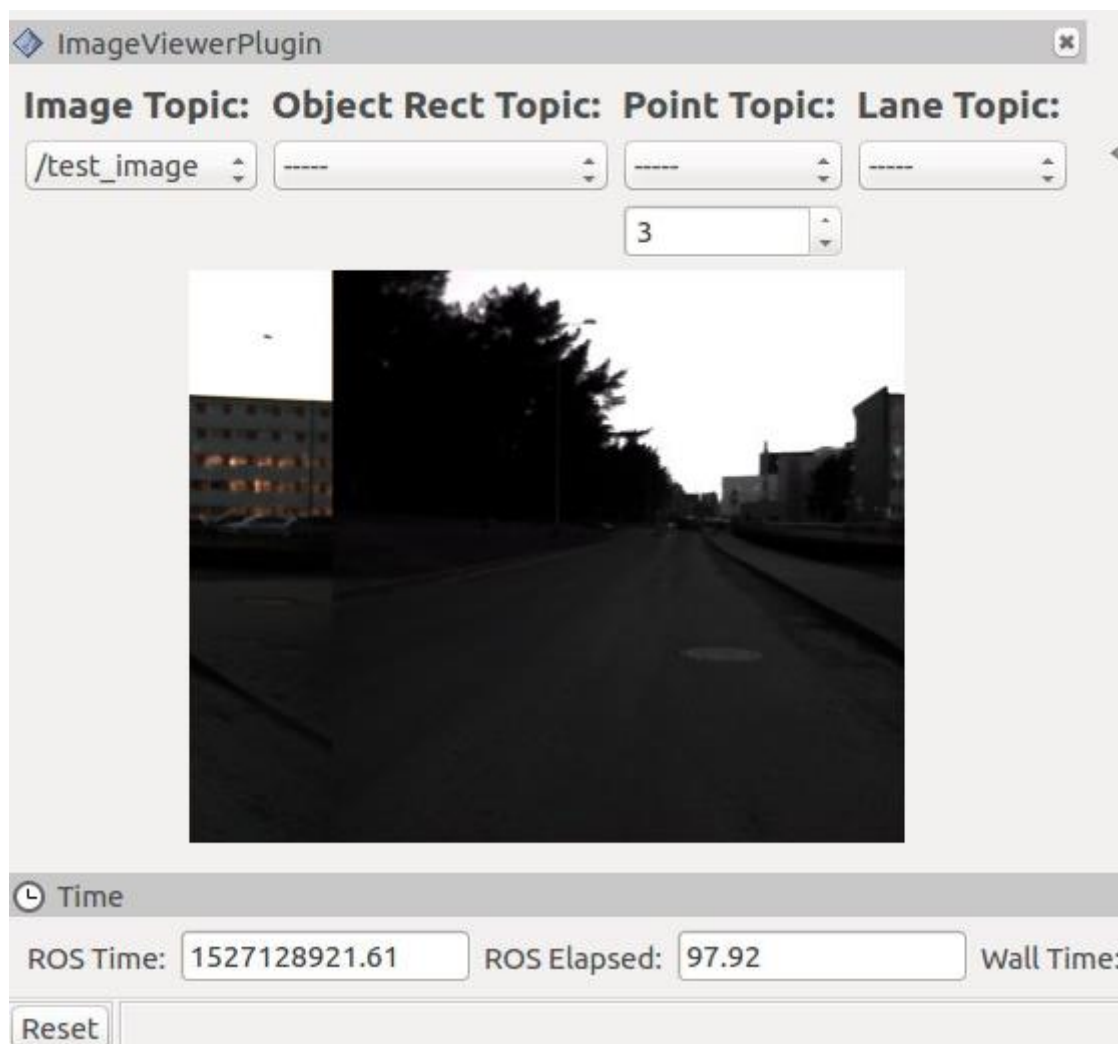 ImageViewerPlugin
Image Topic: Object Rect Topic: Point Topic: Lane Topic:
/test_image ----- ----- -----
3
Time
ROS Time: 1527128921.61 ROS Elapsed: 97.92 Wall Time:
Reset